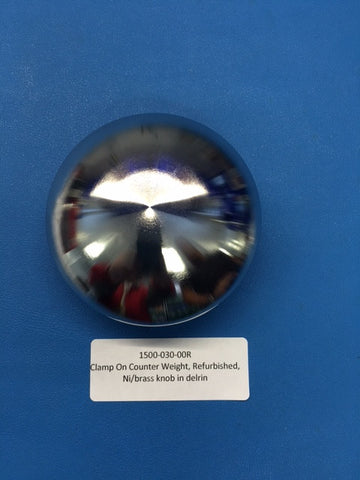 1500-030-00R
Clamp On Counter Weight, Refurbished,
Ni/brass knob in delrin